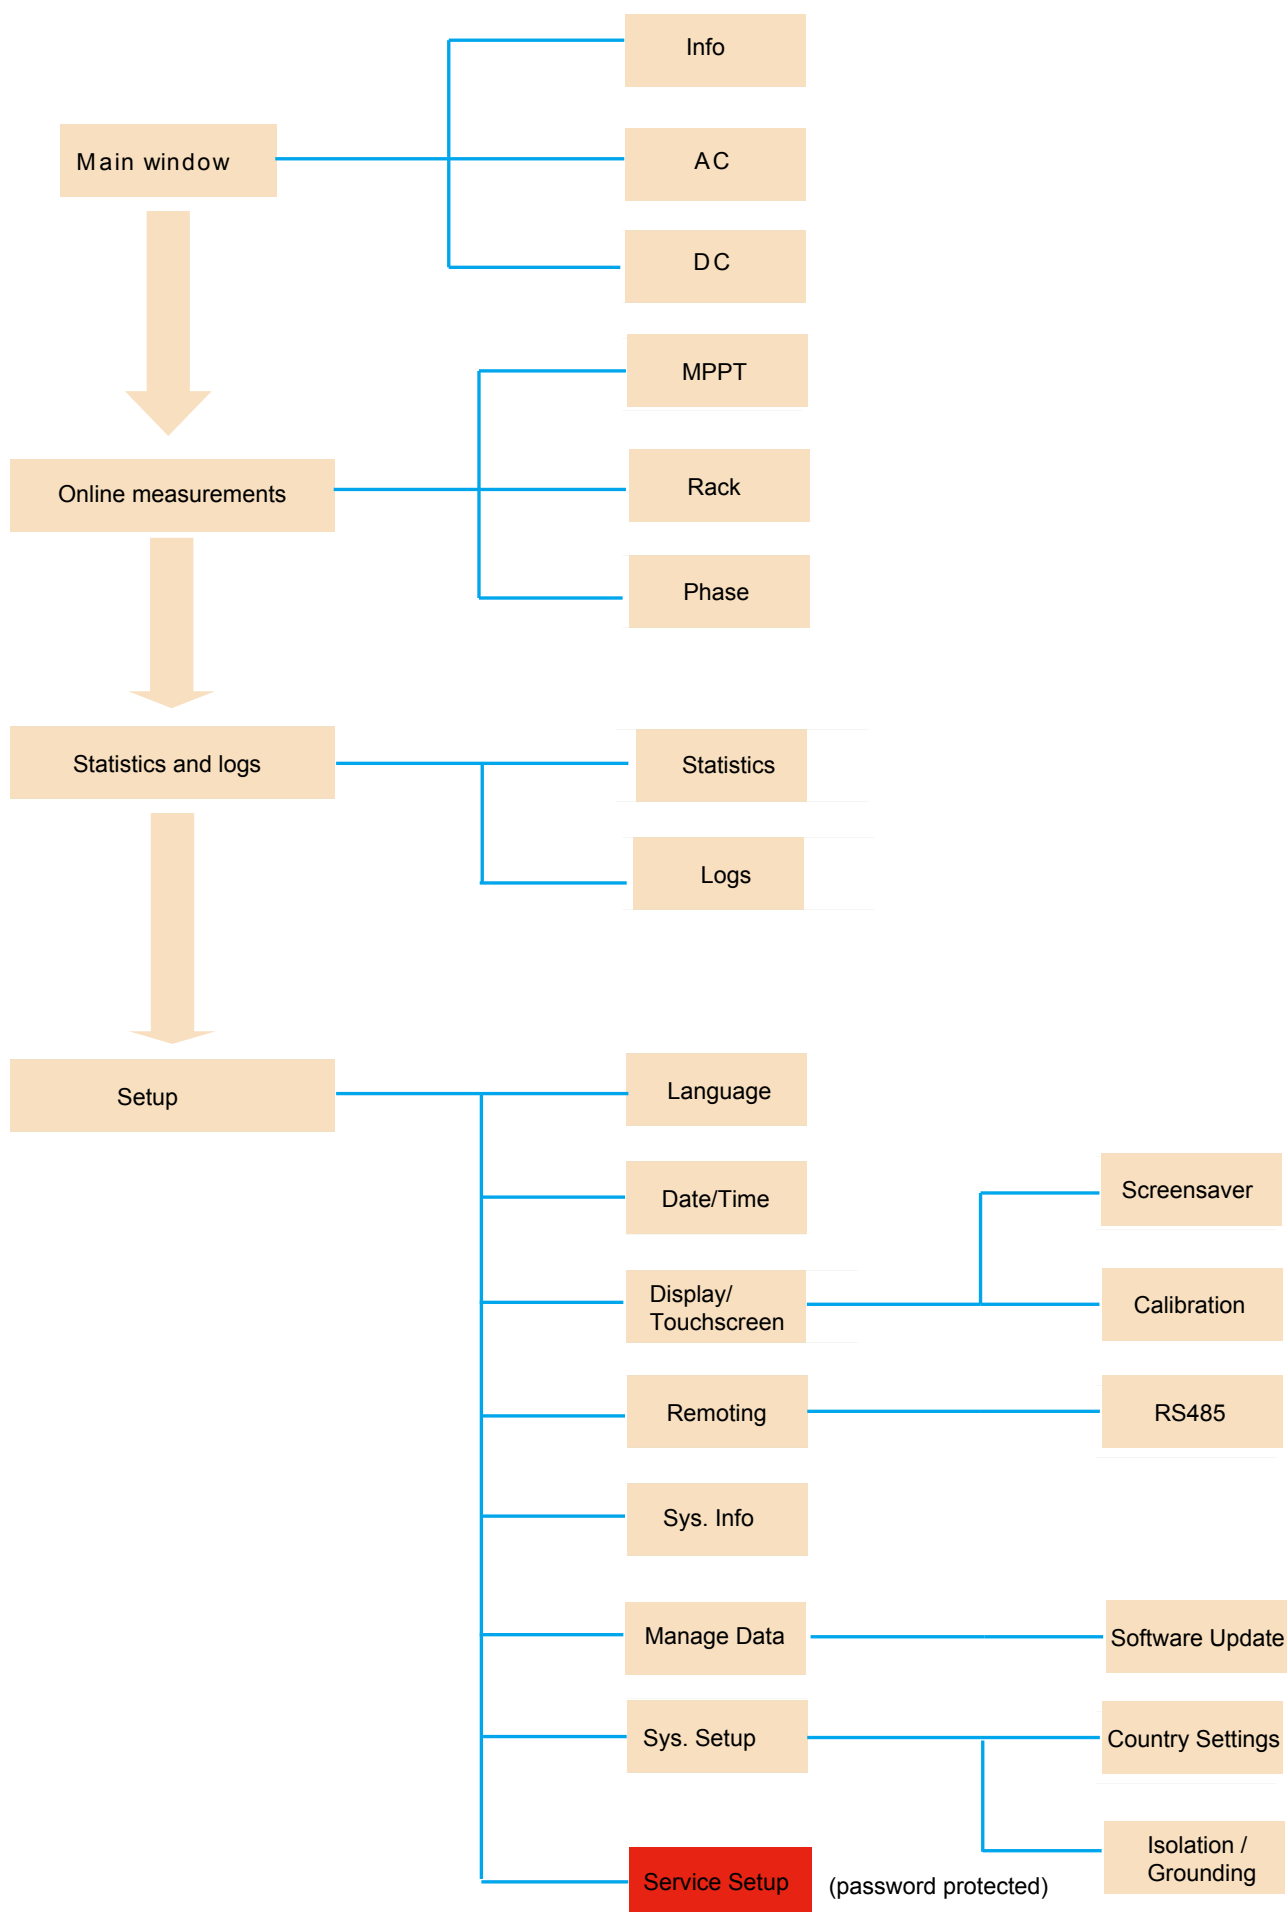 Info
Main window
AC
DC
MPPT
Online measurements
Rack
Phase
Statistics and logs
Statistics
Logs
Setup
Language
Date/Time
Screensaver
Display/
Touchscreen
Calibration
Remoting
RS485
Sys. Info
Manage Data
Software Update
Sys. Setup
Country Settings
Isolation /
Grounding
Service Setup
(password protected)